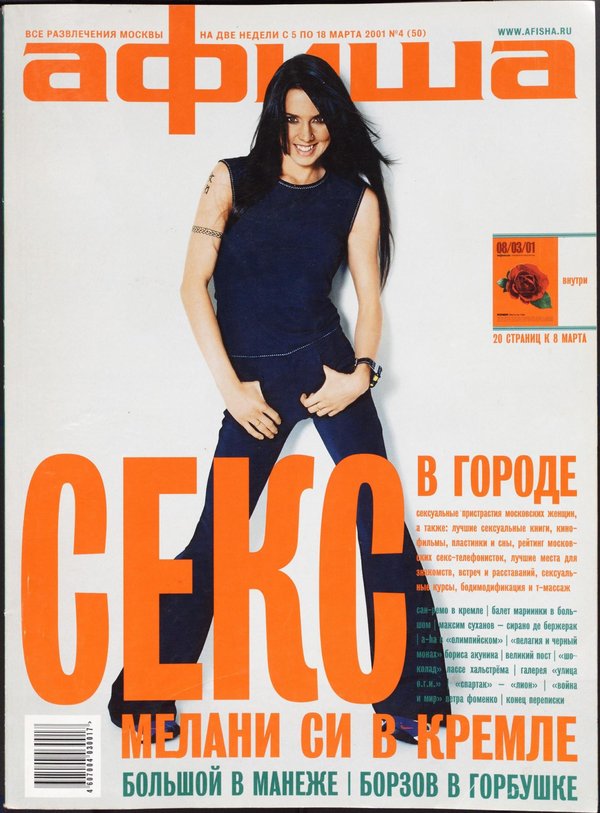 ВСЕ РАЗВЛЕЧЕНИЯ МОСКВЫ НА ДВЕ НЕДЕЛИ С 5 ПО 18 МАРТА 2001 №4 (50) WWW.AFISHA.RU
афиша
08/03/01
внутри
20 СТРАНИЦ К 8 МАРТА
СЕКС
В ГОРОДЕ
сексуальные пристрастия московских женщин,
а также: лучшие сексуальные книги, кино-
фильмы, пластинки и сны, рейтинг москов-
ских секс-телефонисток, лучшие места для
знакомств, встреч и расставаний, сексуаль-
ные курсы, бодимодификация и т-массаж
сан-ремо в кремле | балет мариинки в боль-
шом | максим суханов — сирано де бержерак
| a-ha в «олимпийском» | «пелагия и черный
монах» бориса акунина | великий пост | «шо-
колад» лассе хальстрёма | галерея «улица
о.г.и.» «спартак» — «лион» | «война
и мир» петра фоменко | конец переписки
МЕЛАНИ СИ В КРЕМЛЕ
БОЛЬШОЙ В МАНЕЖЕ | БОРЗОВ В ГОРБУШКЕ
4 607004 030017